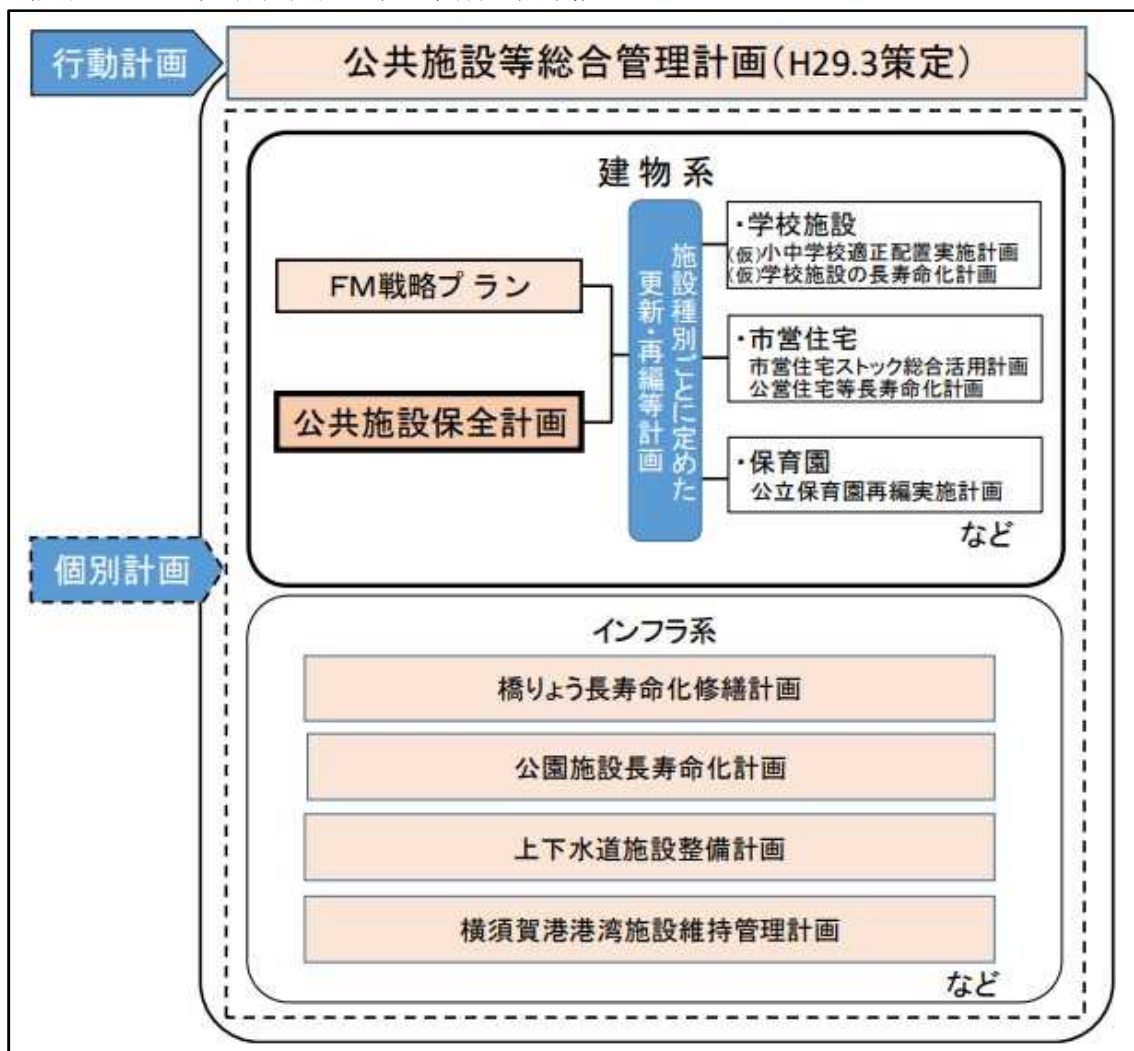 行動計画
公共施設等総合管理計画(H29.3策定)
建物系
FM戦略プラン
公共施設保全計画
施設種別ごとに定めた
更新・再編等計画
・学校施設
(仮)小中学校適正配置実施計画
(仮)学校施設の長寿命化計画
・市営住宅
市営住宅ストック総合活用計画
公営住宅等長寿命化計画
・保育園
公立保育園再編実施計画
など
個別計画
インフラ系
橋りょう長寿命化修繕計画
公園施設長寿命化計画
上下水道施設整備計画
横須賀港港湾施設維持管理計画
など